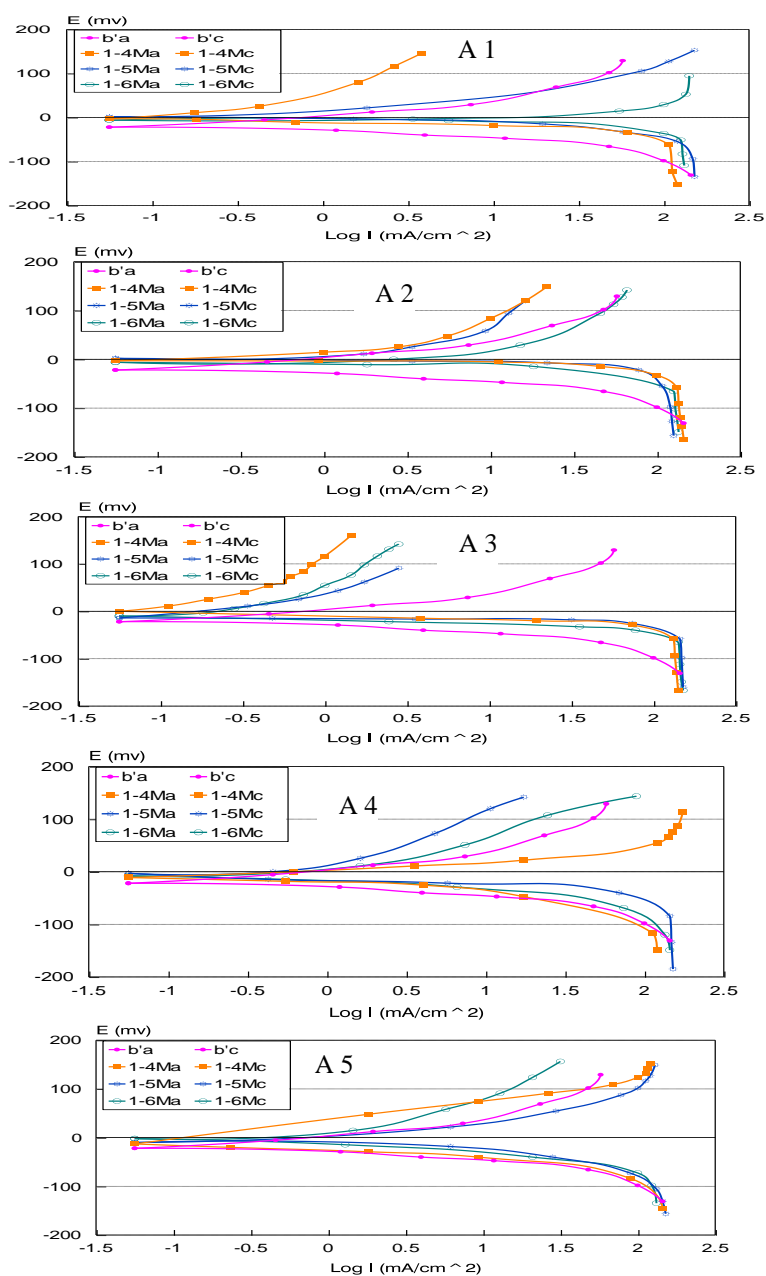 E (mv)
200
100
0
-100
-200
b'a b'c
1-4Ma 1-4Mc
1-5Ma 1-5Mc
1-6Ma 1-6Mc
A 1
-1.5 -1 -0.5 0 0.5 1 1.5 2 2.5
Log I (mA/cm^2)
E (mv)
200
100
0
-100
-200
b'a b'c
1-4Ma 1-4Mc
1-5Ma 1-5Mc
1-6Ma 1-6Mc
A 2
-1.5 -1 -0.5 0 0.5 1 1.5 2 2.5
Log I (mA/cm^2)
E (mv)
200
100
0
-100
-200
b'a b'c
1-4Ma 1-4Mc
1-5Ma 1-5Mc
1-6Ma 1-6Mc
A 3
-1.5 -1 -0.5 0 0.5 1 1.5 2 2.5
Log I (mA/cm^2)
E (mv)
200
100
0
-100
-200
b'a b'c
1-4Ma 1-4Mc
1-5Ma 1-5Mc
1-6Ma 1-6Mc
A 4
-1.5 -1 -0.5 0 0.5 1 1.5 2 2.5
Log I (mA/cm^2)
E (mv)
200
100
0
-100
-200
b'a b'c
1-4Ma 1-4Mc
1-5Ma 1-5Mc
1-6Ma 1-6Mc
A 5
-1.5 -1 -0.5 0 0.5 1 1.5 2 2.5
Log I (mA/cm^2)